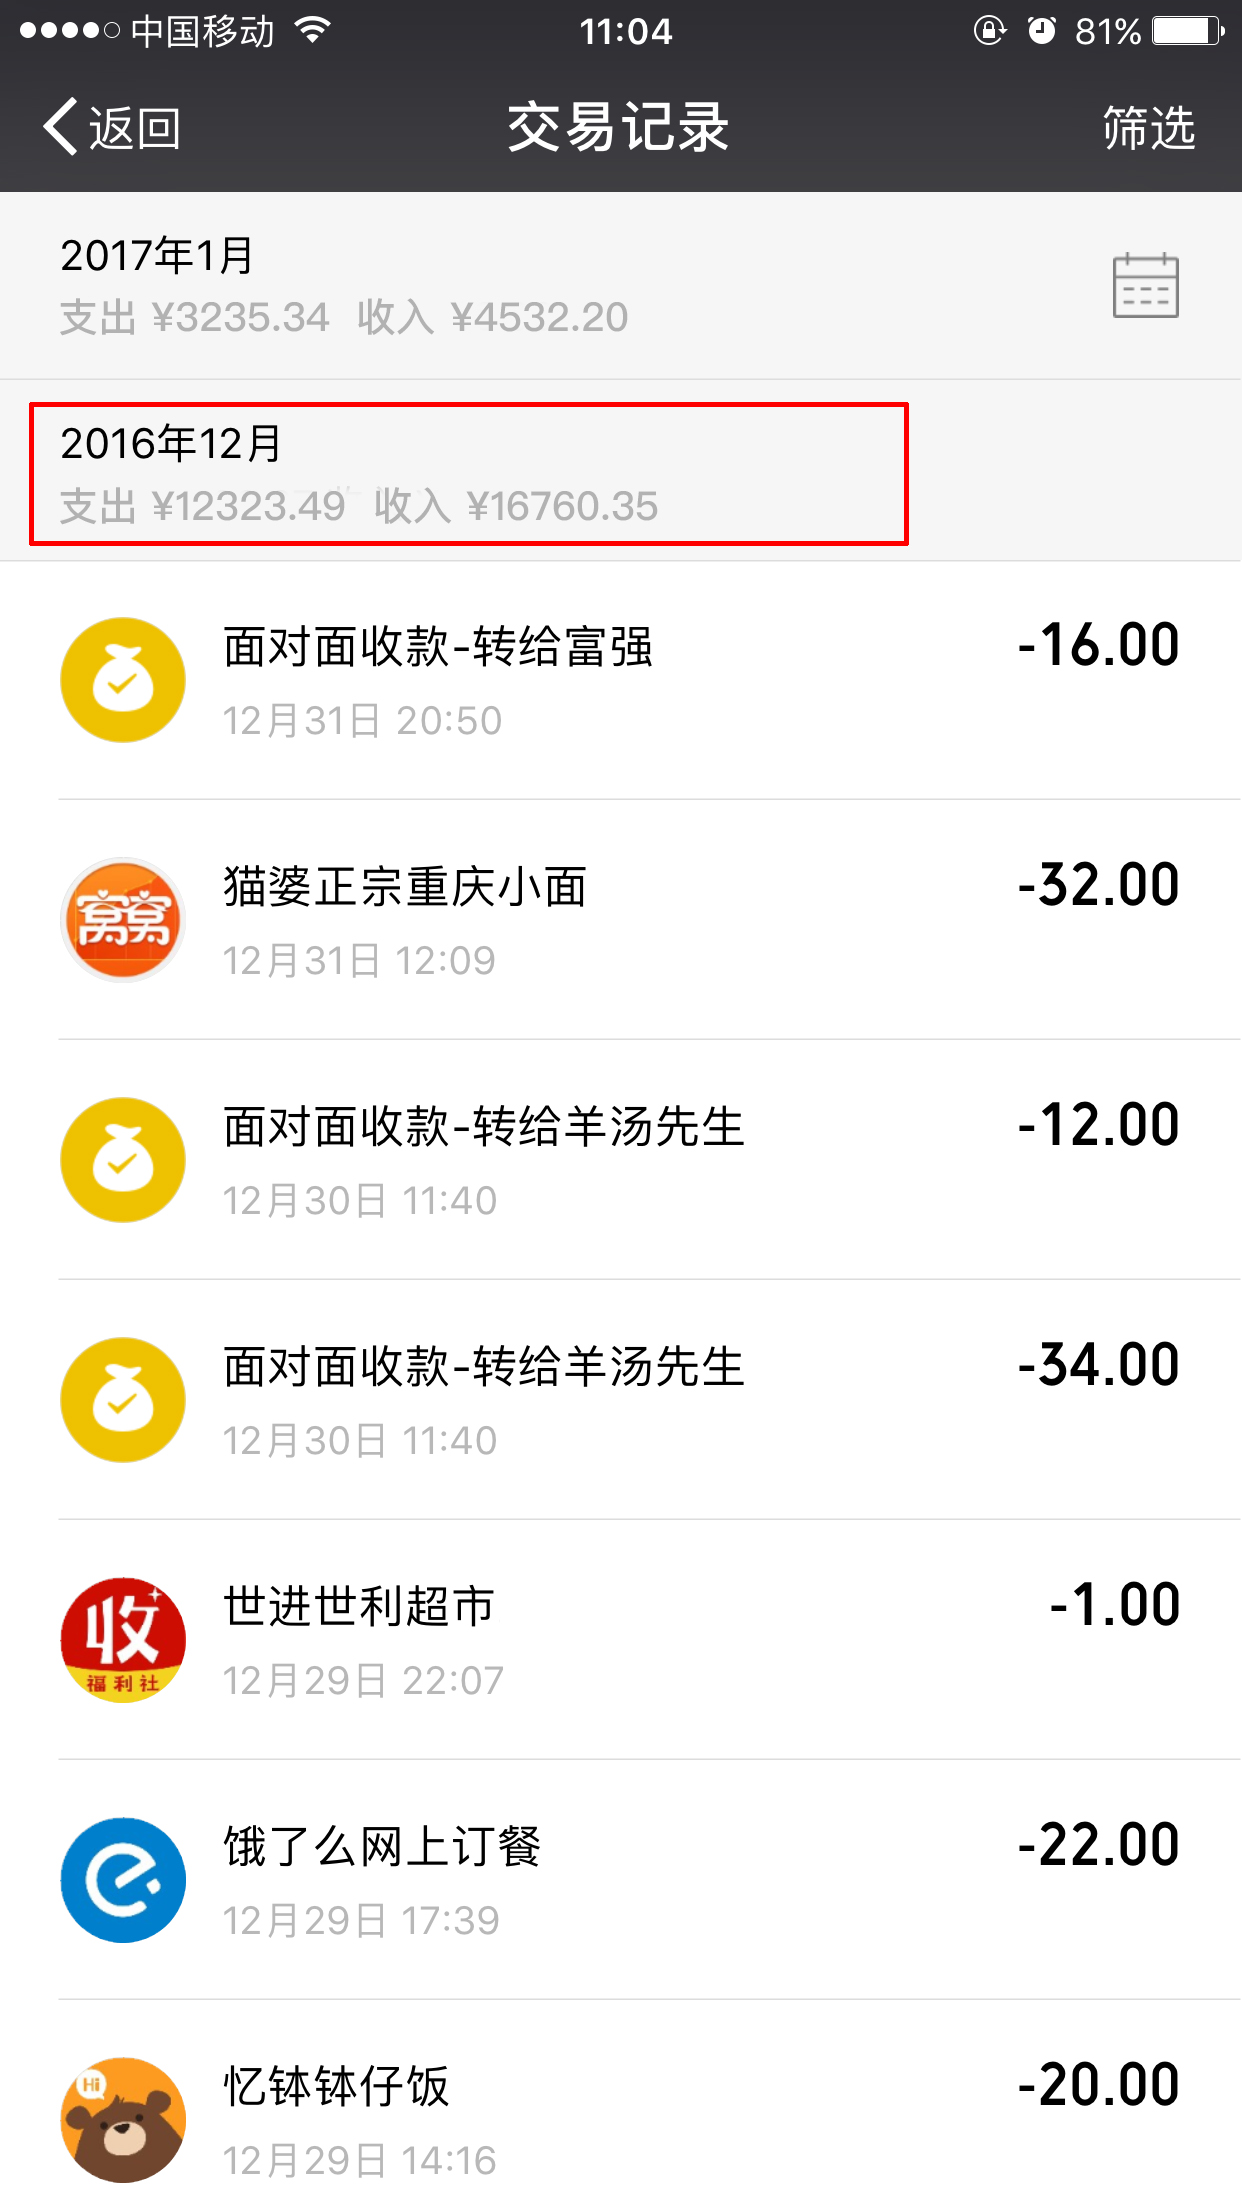 中国移动 11:04 81%
返回 交易记录 筛选
2017年1月
支出 ¥3235.34 收入 ¥4532.20
2016年12月
支出 ¥12323.49 收入 ¥16760.35
面对面收款-转给富强 -16.00
12月31日 20:50
窝窝
猫婆正宗重庆小面 -32.00
12月31日 12:09
面对面收款-转给羊汤先生 -12.00
12月30日 11:40
面对面收款-转给羊汤先生 -34.00
12月30日 11:40
收
福利社
世进世利超市 -1.00
12月29日 22:07
饿了么网上订餐 -22.00
12月29日 17:39
Hi
忆钵钵仔饭 -20.00
12月29日 14:16